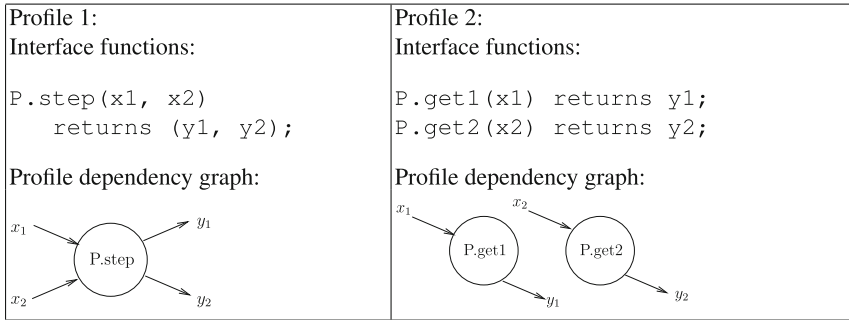 Profile 1:
Interface functions:
P.step(x1, x2)
returns (y1, y2);
Profile dependency graph:
x₁
y₁
P.step
x₂
y₂
Profile 2:
Interface functions:
P.get1(x1) returns y1;
P.get2(x2) returns y2;
Profile dependency graph:
x₁
x₂
P.get1
P.get2
y₁
y₂